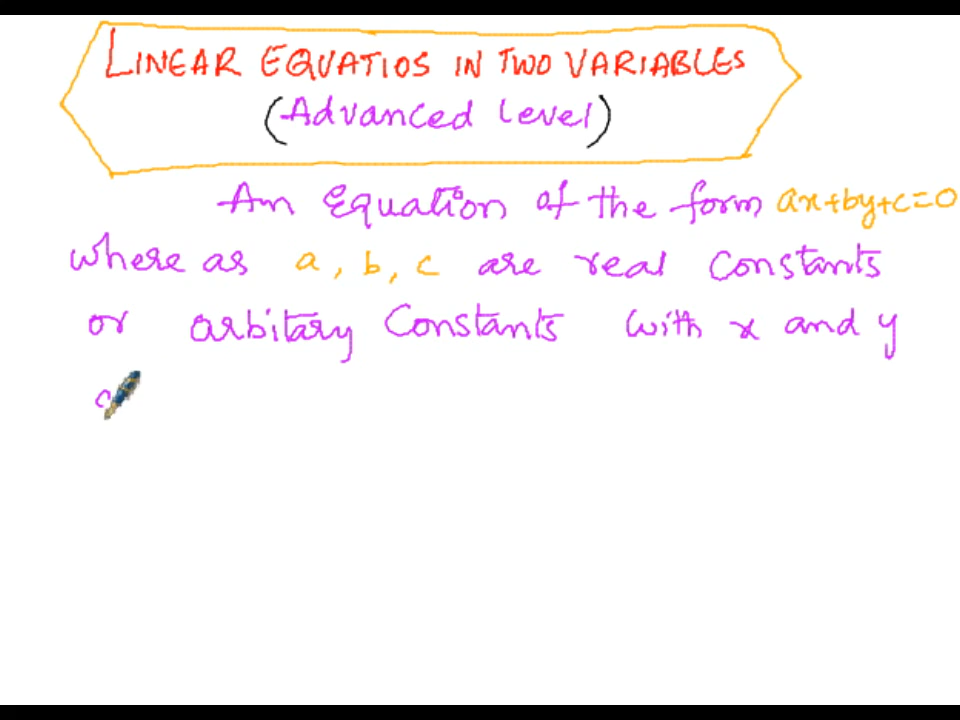 LINEAR EQUATIOS IN TWO VARIABLES
(Advanced Level)
An Equation of the form ax+by+c=0
where as a, b, c are real constants
or arbitary Constants with x and y